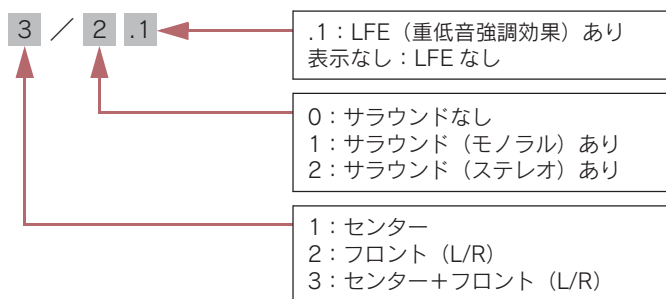 3 / 2 .1
.1：LFE（重低音強調効果）あり
表示なし：LFE なし
0：サラウンドなし
1：サラウンド（モノラル）あり
2：サラウンド（ステレオ）あり
1：センター
2：フロント（L/R）
3：センター＋フロント（L/R）